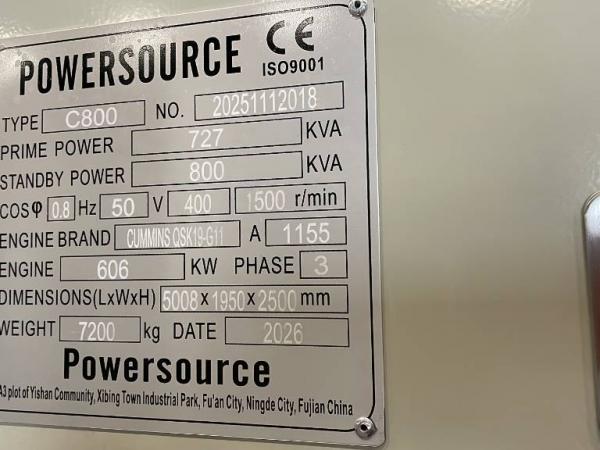 POWERSOURCE CE
ISO9001
TYPE C800 NO. 20251112018
PRIME POWER 727 KVA
STANDBY POWER 800 KVA
COSφ 0.8 Hz 50 V 400 1500 r/min
ENGINE BRAND CUMMINS QSK19-G11 A 1155
ENGINE 606 KW PHASE 3
DIMENSIONS(LxWxH) 5008 x 1950 x 2500 mm
WEIGHT 7200 kg DATE 2026
Powersource
A3 plot of Yishan Community, Xibing Town Industrial Park, Fu'an City, Ningde City, Fujian China